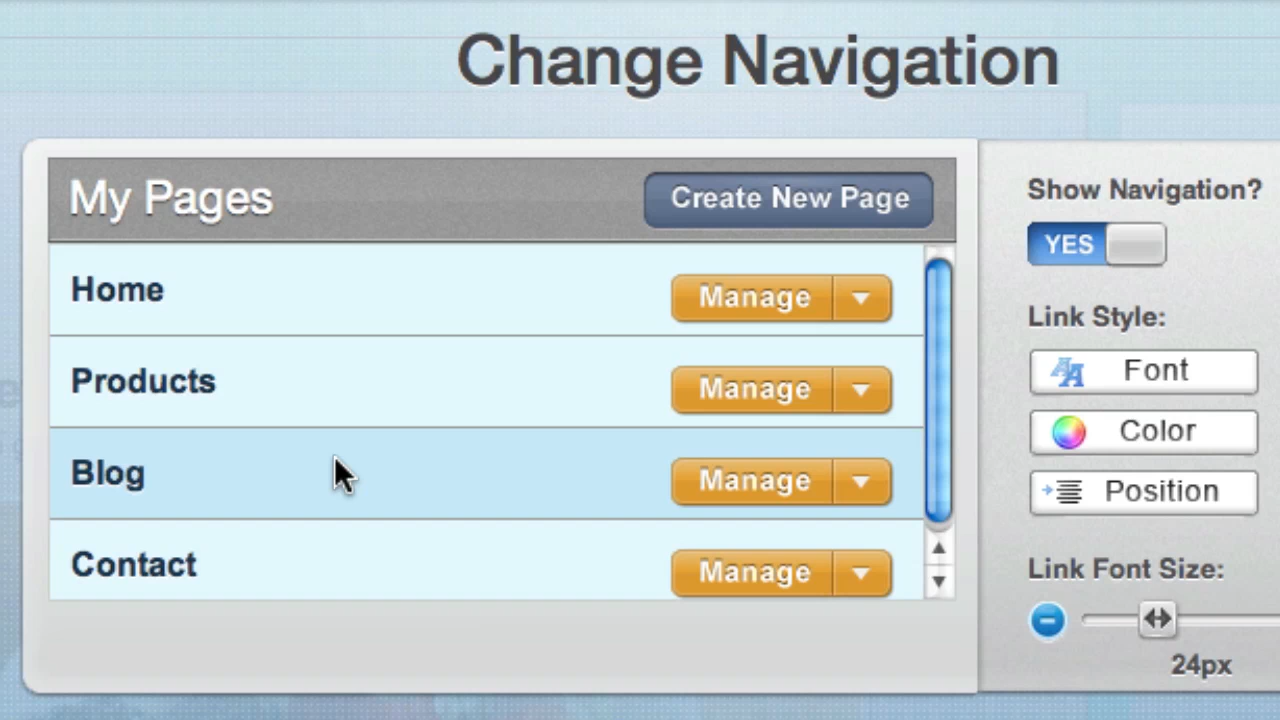 Change Navigation
My Pages
Create New Page
Home
Manage
Products
Manage
Blog
Manage
Contact
Manage
Show Navigation?
YES
Link Style:
Font
Color
Position
Link Font Size:
24px